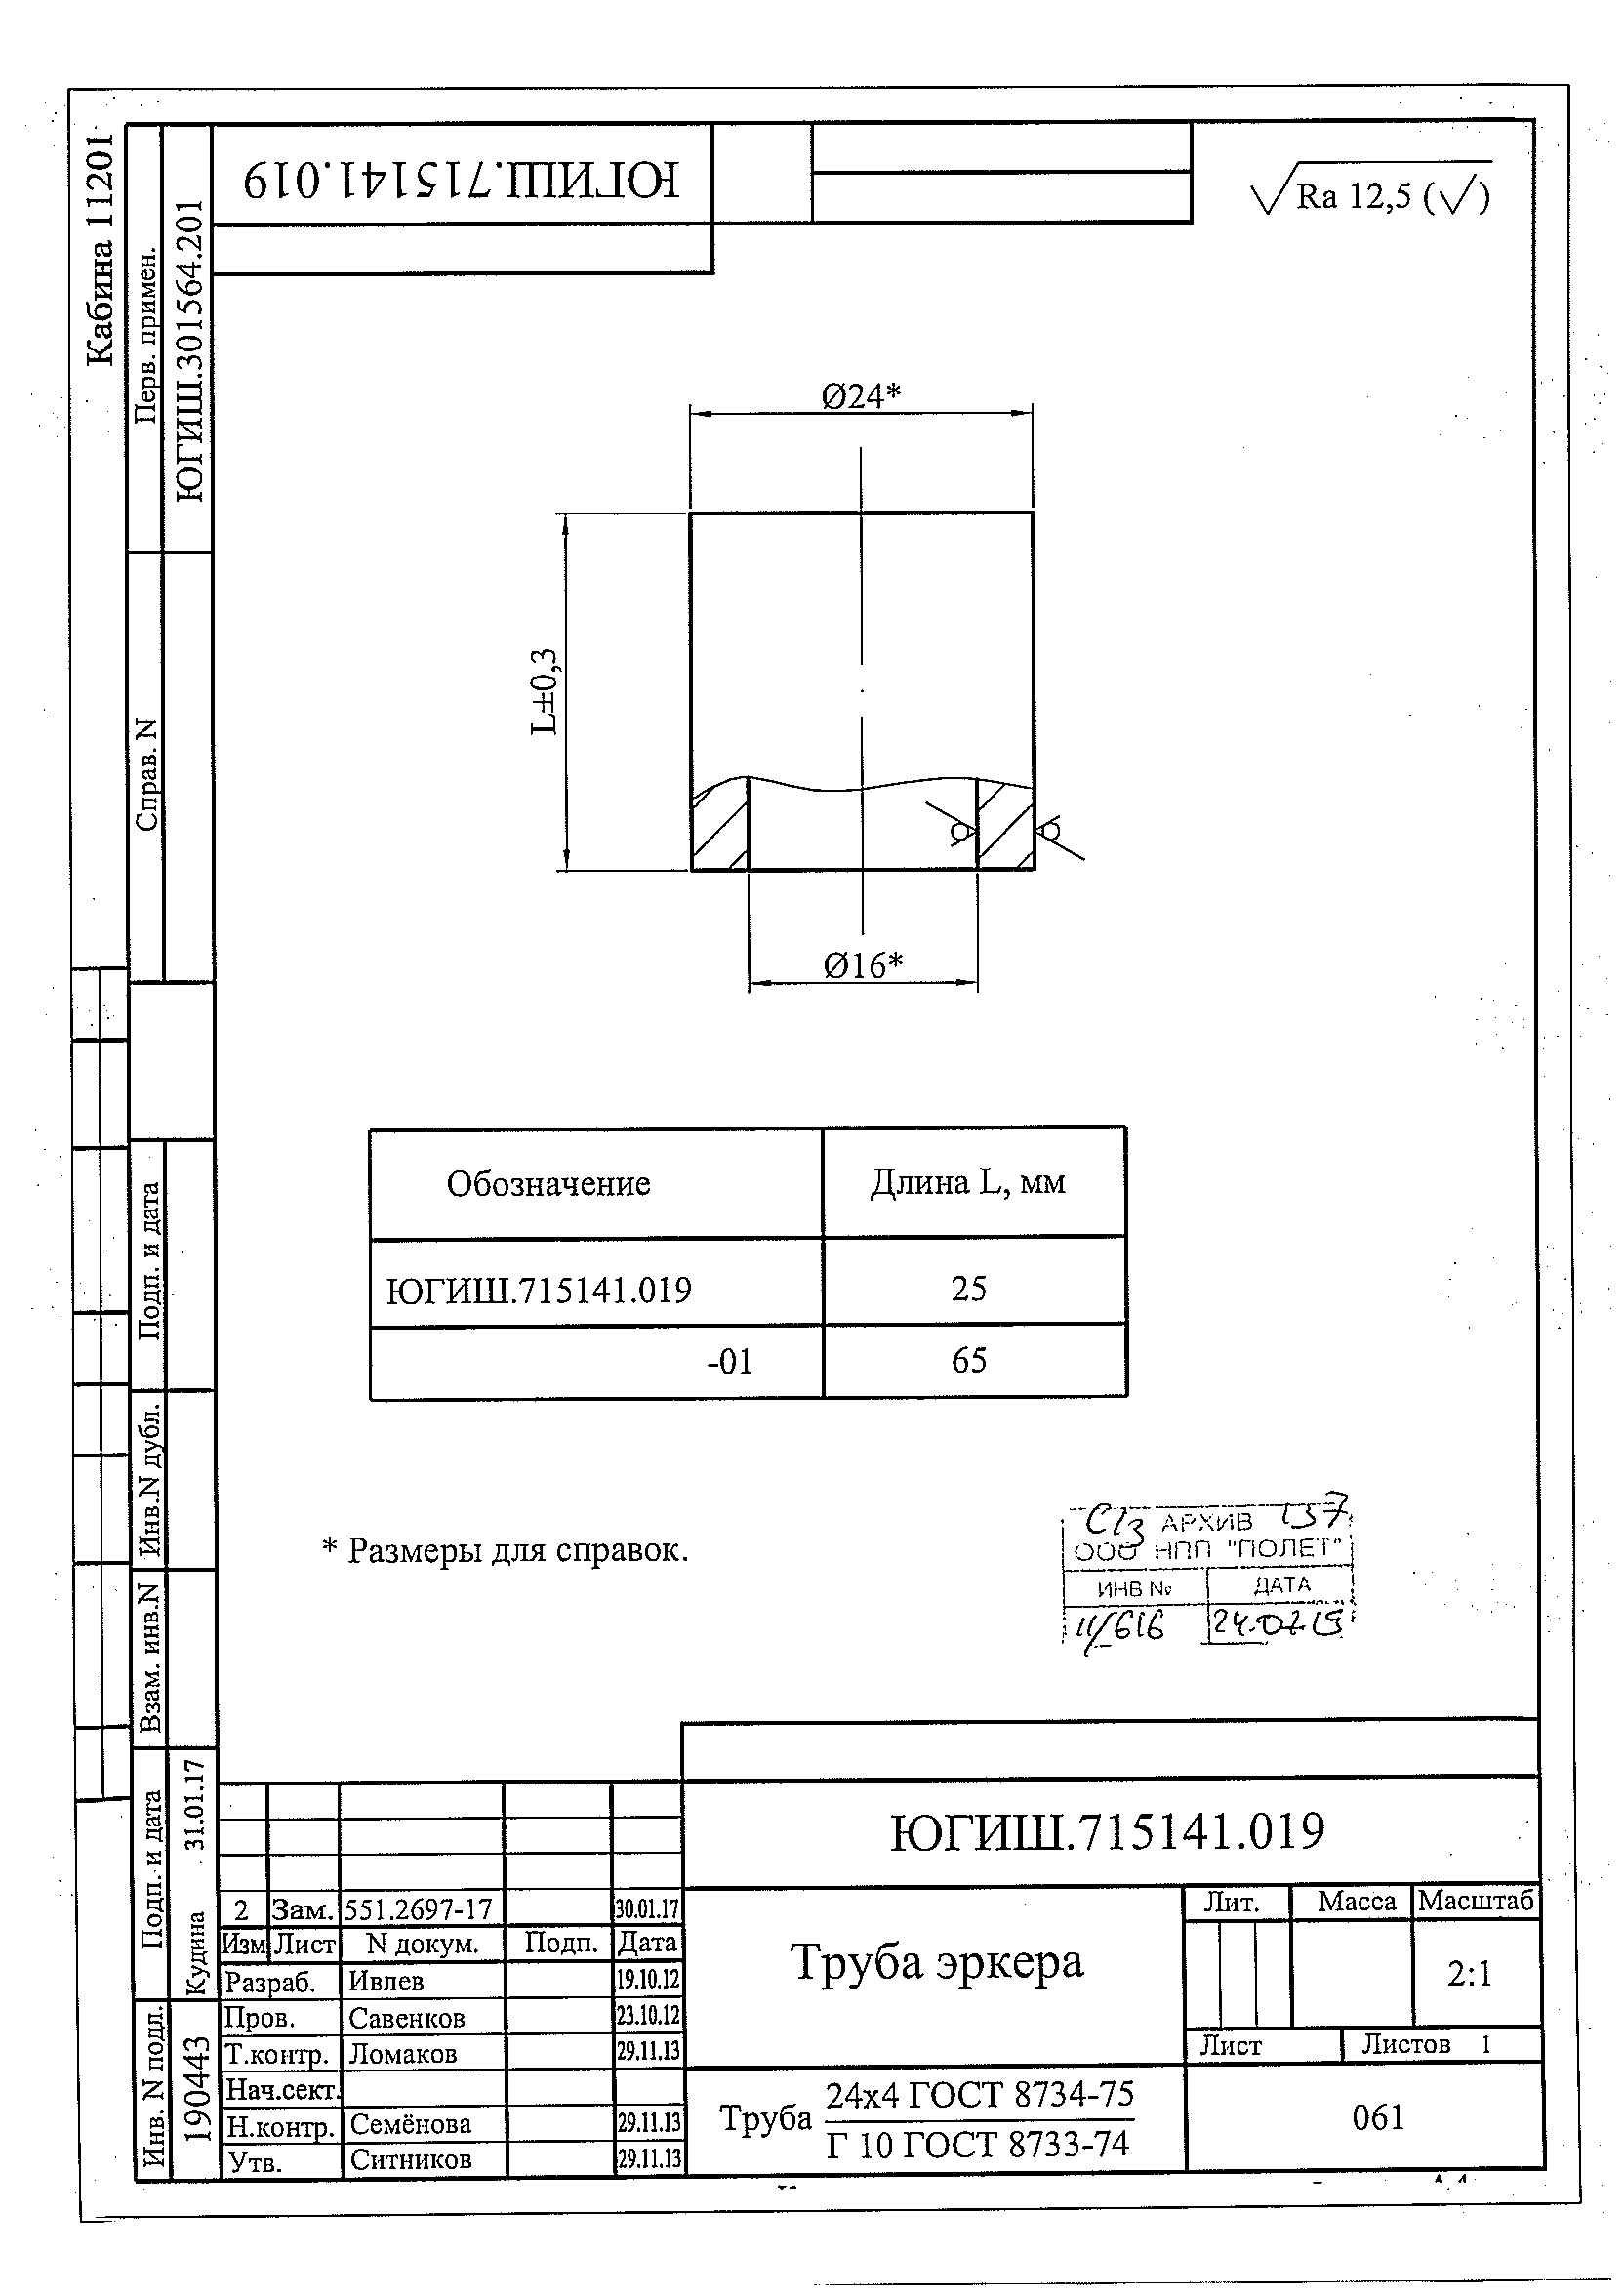 Кабина 11201
Перв. примен.
ЮГИШ.301564.201
Справ. N
Подп. и дата
Инв.N дубл.
Взам. инв.N
Подп. и дата
Кудина 31.01.17
Инв. N подл.
190443
ЮГИШ.715141.019
√Ra 12,5 (√)
Ø24*
L±0,3
Ø16*
Обозначение Длина L, мм
ЮГИШ.715141.019 25
-01 65
* Размеры для справок.
АРХИВ 157
ООО НПП "ПОЛЕТ"
ИНВ № ДАТА
11/616 24.07.19
ЮГИШ.715141.019
2 Зам. 551.2697-17 30.01.17
Изм Лист N докум. Подп. Дата
Разраб. Ивлев 19.10.12
Пров. Савенков 23.10.12
Т.контр. Ломаков 29.11.13
Нач.сект.
Н.контр. Семёнова 29.11.13
Утв. Ситников 29.11.13
Труба эркера
Лит. Масса Масштаб
2:1
Лист Листов 1
Труба 24х4 ГОСТ 8734-75
Г 10 ГОСТ 8733-74
061